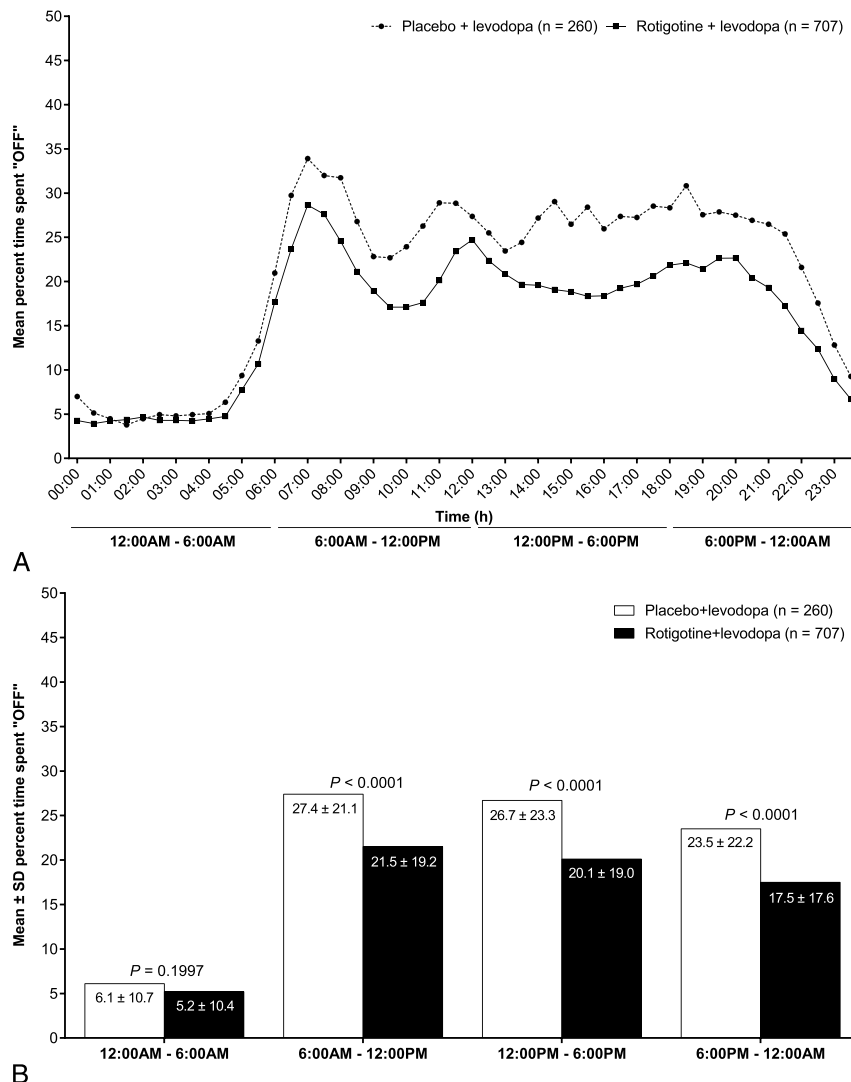 Placebo + levodopa (n = 260) Rotigotine + levodopa (n = 707)
Mean percent time spent "OFF"
50
45
40
35
30
25
20
15
10
5
0
00:00 01:00 02:00 03:00 04:00 05:00 06:00 07:00 08:00 09:00 10:00 11:00 12:00 13:00 14:00 15:00 16:00 17:00 18:00 19:00 20:00 21:00 22:00 23:00
Time (h)
12:00AM - 6:00AM 6:00AM - 12:00PM 12:00PM - 6:00PM 6:00PM - 12:00AM
A
Placebo+levodopa (n = 260)
Rotigotine+levodopa (n = 707)
Mean ± SD percent time spent "OFF"
50
45
40
35
30
25
20
15
10
5
0
P = 0.1997
6.1 ± 10.7 5.2 ± 10.4
P < 0.0001
27.4 ± 21.1 21.5 ± 19.2
P < 0.0001
26.7 ± 23.3 20.1 ± 19.0
P < 0.0001
23.5 ± 22.2 17.5 ± 17.6
12:00AM - 6:00AM 6:00AM - 12:00PM 12:00PM - 6:00PM 6:00PM - 12:00AM
B